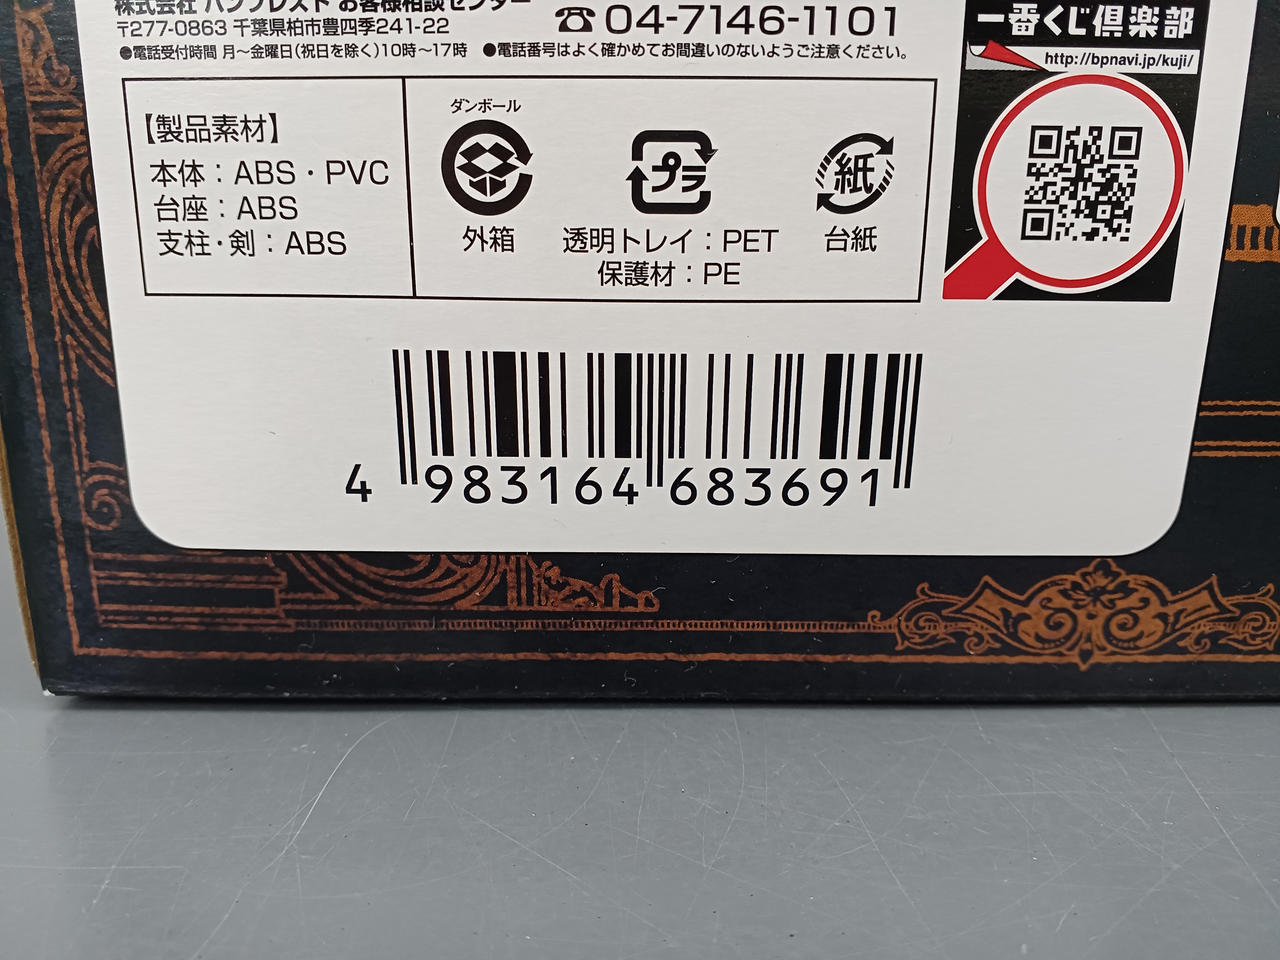 株式会社 バンプレスト お客様相談センター
〒277-0863 千葉県柏市豊四季241-22
☎04-7146-1101
●電話受付時間 月～金曜日(祝日を除く)10時～17時 ●電話番号はよく確かめてお間違いのないようご注意ください。
【製品素材】
本体：ABS・PVC
台座：ABS
支柱・剣：ABS
ダンボール
外箱
プラ
透明トレイ：PET
保護材：PE
紙
台紙
一番くじ倶楽部
http://bpnavi.jp/kuji/
4 983164 683691